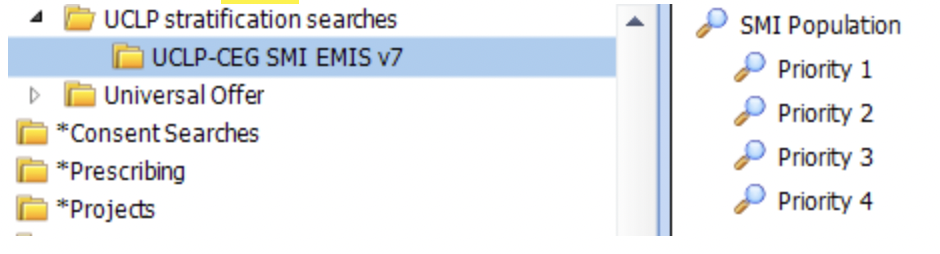 UCLP stratification searches
UCLP-CEG SMI EMIS v7
Universal Offer
*Consent Searches
*Prescribing
*Projects
SMI Population
Priority 1
Priority 2
Priority 3
Priority 4